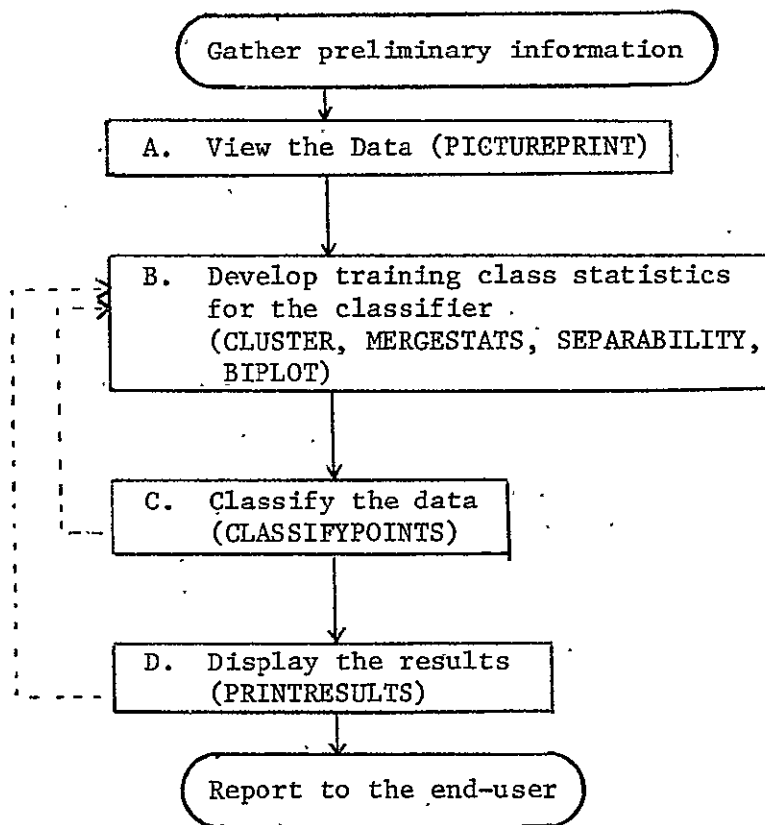 Gather preliminary information
A. View the Data (PICTUREPRINT)
B. Develop training class statistics
for the classifier
(CLUSTER, MERGESTATS, SEPARABILITY,
BIPLOT)
C. Classify the data
(CLASSIFYPOINTS)
D. Display the results
(PRINTRESULTS)
Report to the end-user